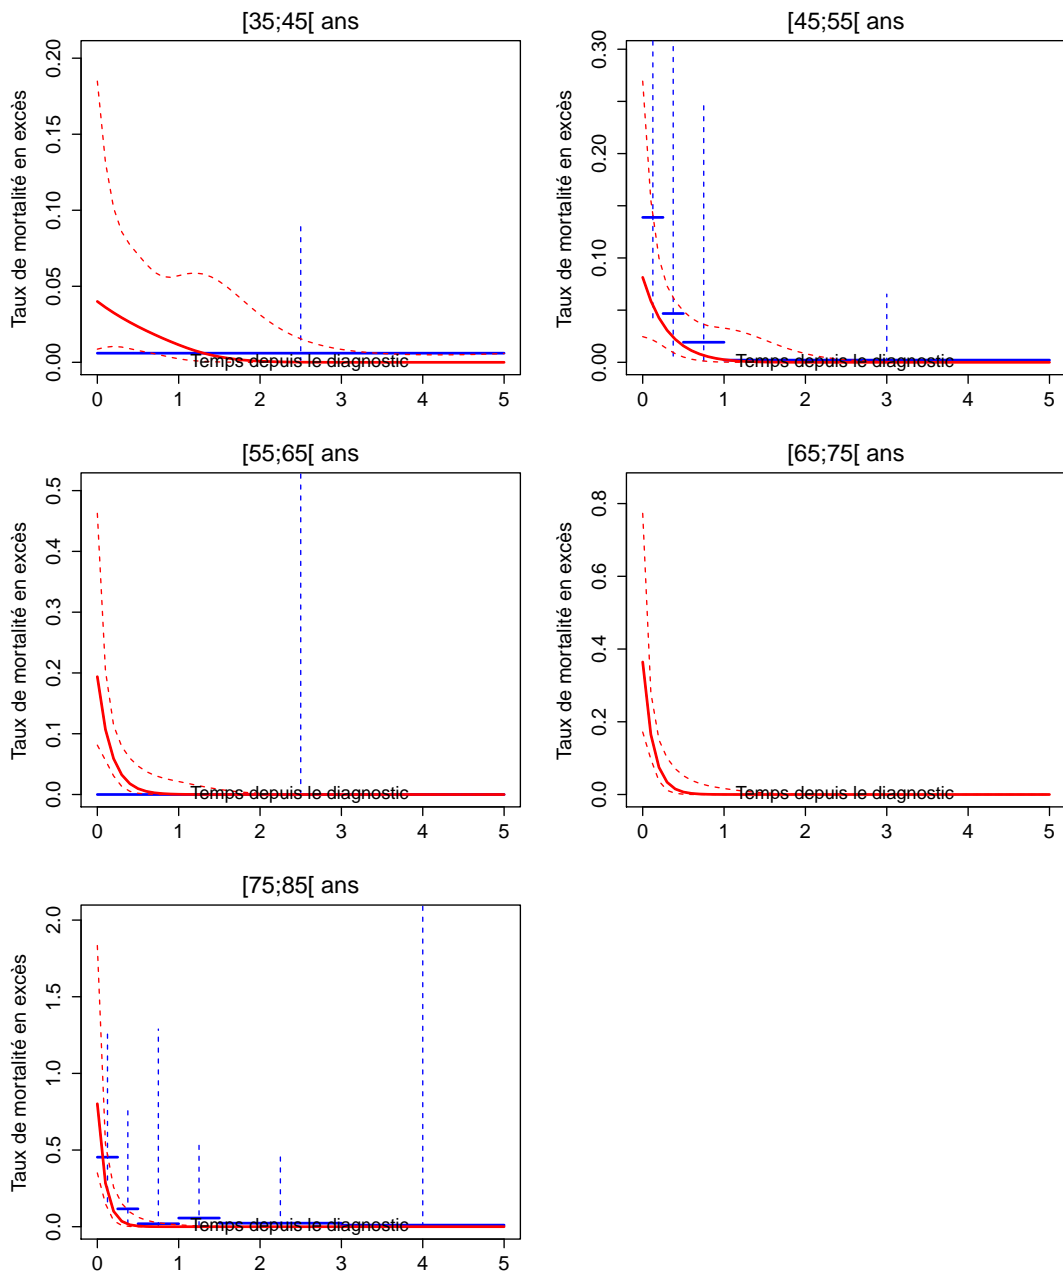 [35;45[ ans
Taux de mortalité en excès
0.00 0.05 0.10 0.15 0.20
Temps depuis le diagnostic
0 1 2 3 4 5
[45;55[ ans
Taux de mortalité en excès
0.00 0.10 0.20 0.30
Temps depuis le diagnostic
0 1 2 3 4 5
[55;65[ ans
Taux de mortalité en excès
0.0 0.1 0.2 0.3 0.4 0.5
Temps depuis le diagnostic
0 1 2 3 4 5
[65;75[ ans
Taux de mortalité en excès
0.0 0.2 0.4 0.6 0.8
Temps depuis le diagnostic
0 1 2 3 4 5
[75;85[ ans
Taux de mortalité en excès
0.0 0.5 1.0 1.5 2.0
Temps depuis le diagnostic
0 1 2 3 4 5